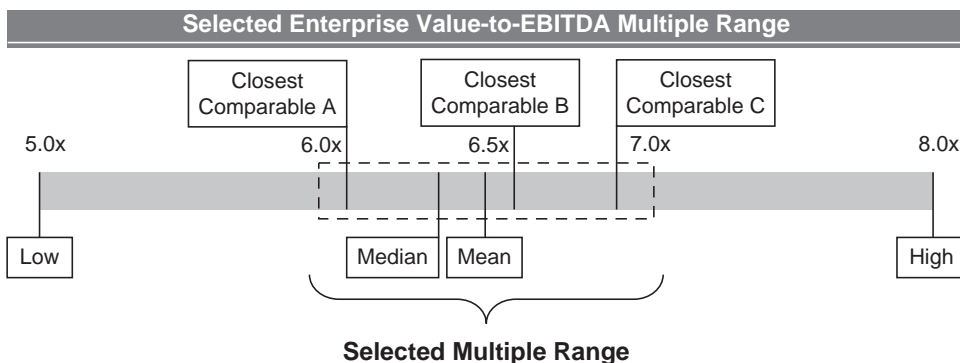 Selected Enterprise Value-to-EBITDA Multiple Range
Closest
Comparable A
Closest
Comparable B
Closest
Comparable C
5.0x
6.0x
6.5x
7.0x
8.0x
Low
Median
Mean
High
Selected Multiple Range